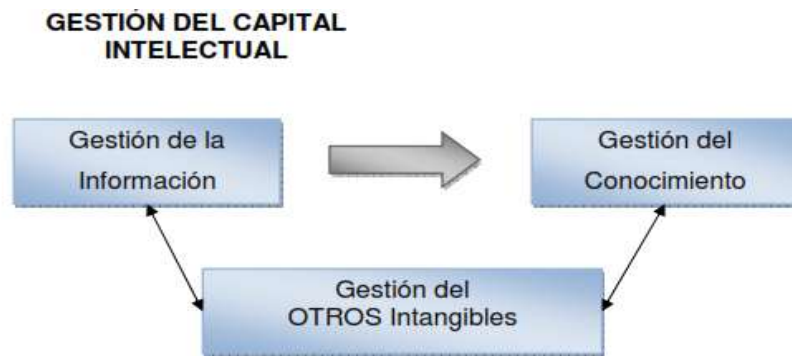 GESTIÓN DEL CAPITAL
INTELECTUAL
Gestión de la
Información
Gestión del
Conocimiento
Gestión del
OTROS Intangibles